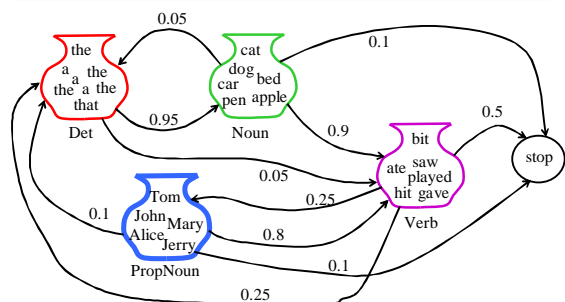 0.05
the
a the
a
the a the
that
Det
0.95
cat
dog
bed
car
pen apple
Noun
0.1
0.9
bit
ate saw
played
hit gave
Verb
0.5
stop
0.05
0.25
Tom
John
Mary
Alice
Jerry
PropNoun
0.1
0.8
0.1
0.25